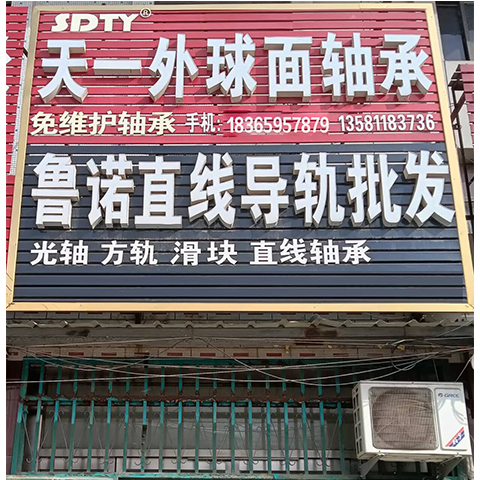 SDTY®
天一外球面轴承
免维护轴承 手机: 18365957879 13581183736
鲁诺直线导轨批发
光轴 方轨 滑块 直线轴承
GREE